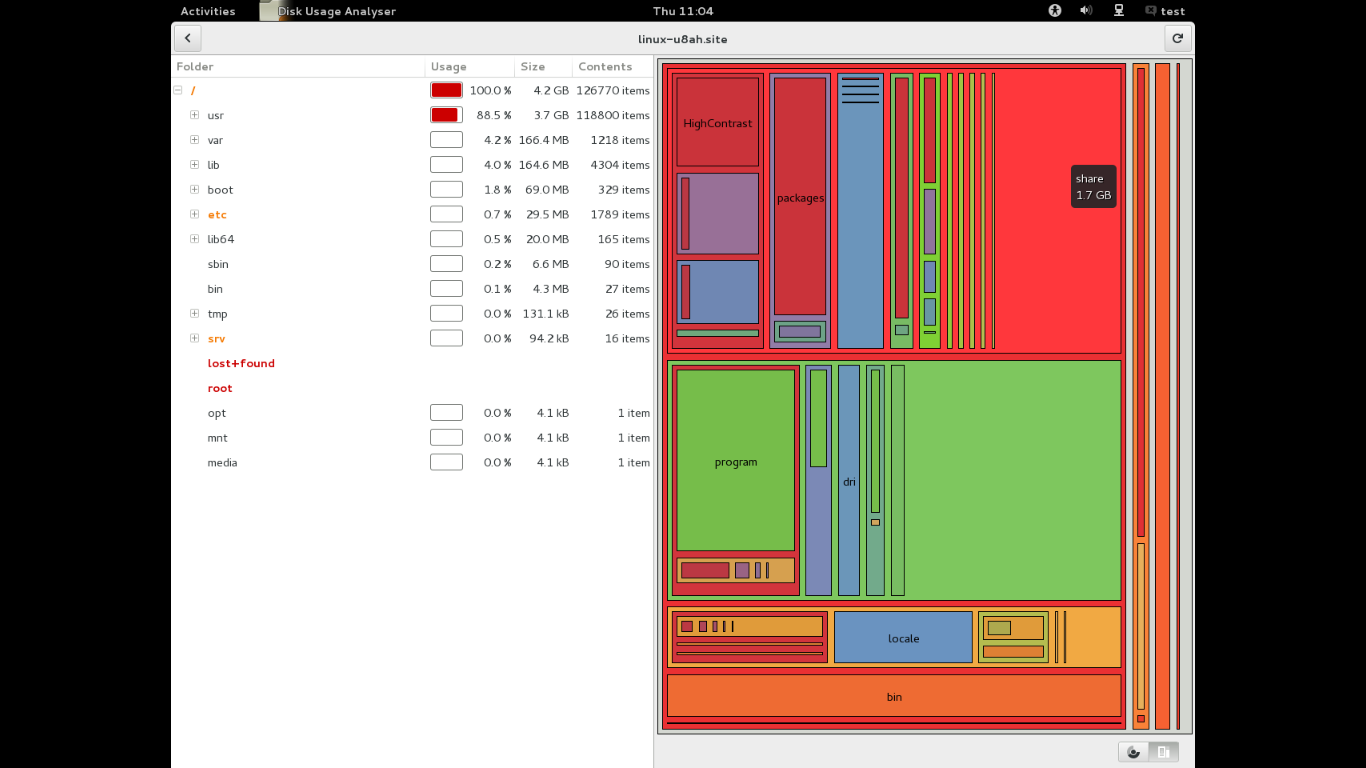 Activities Disk Usage Analyser Thu 11:04 test
linux-u8ah.site
Folder Usage Size Contents
/ 100.0 % 4.2 GB 126770 items
usr 88.5 % 3.7 GB 118800 items
var 4.2 % 166.4 MB 1218 items
lib 4.0 % 164.6 MB 4304 items
boot 1.8 % 69.0 MB 329 items
etc 0.7 % 29.5 MB 1789 items
lib64 0.5 % 20.0 MB 165 items
sbin 0.2 % 6.6 MB 90 items
bin 0.1 % 4.3 MB 27 items
tmp 0.0 % 131.1 kB 26 items
srv 0.0 % 94.2 kB 16 items
lost+found
root
opt 0.0 % 4.1 kB 1 item
mnt 0.0 % 4.1 kB 1 item
media 0.0 % 4.1 kB 1 item
HighContrast
packages
share
1.7 GB
program
dri
locale
bin